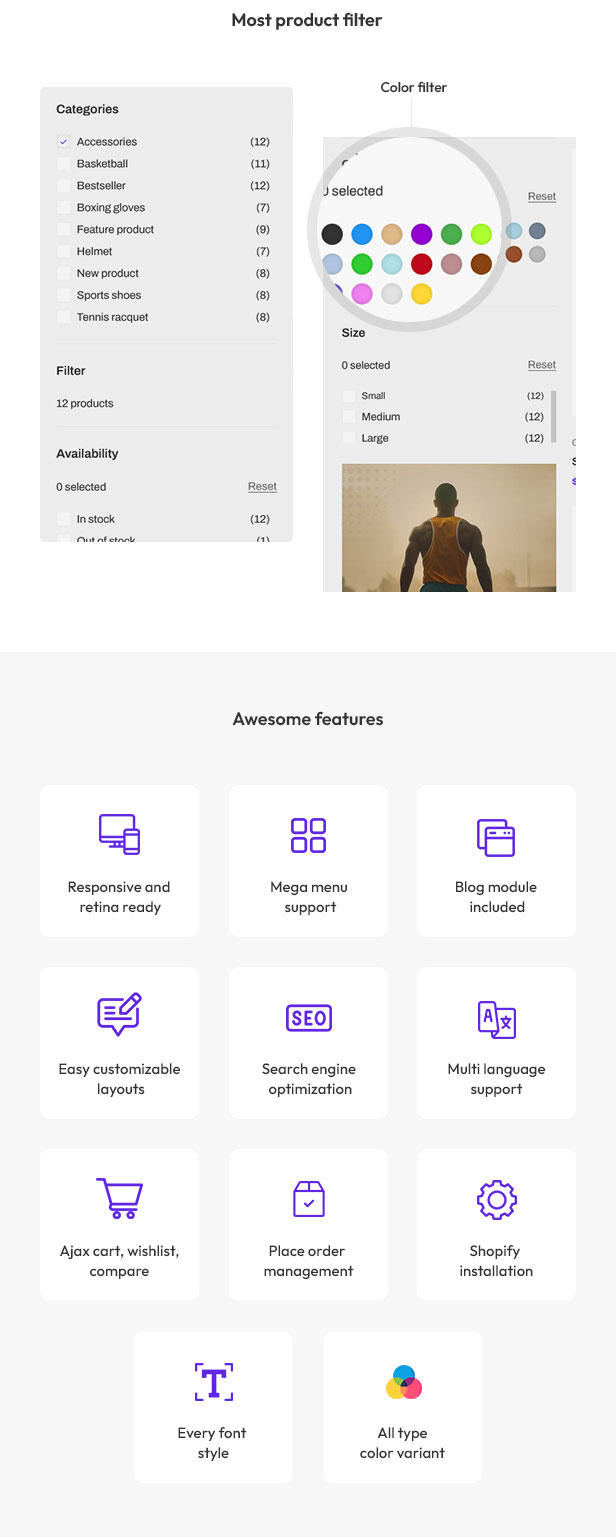 Most product filter
Color filter
Categories
Accessories (12)
Basketball (11)
Bestseller (12)
Boxing gloves (7)
Feature product (9)
Helmet (7)
New product (8)
Sports shoes (8)
Tennis racquet (8)
Filter
12 products
Availability
0 selected Reset
In stock (12)
Out of stock (1)
0 selected
Reset
Size
0 selected Reset
Small (12)
Medium (12)
Large (12)
Awesome features
Responsive and
retina ready
Mega menu
support
Blog module
included
Easy customizable
layouts
SEO
Search engine
optimization
A
Multi language
support
Ajax cart, wishlist,
compare
Place order
management
Shopify
installation
T
Every font
style
All type
color variant